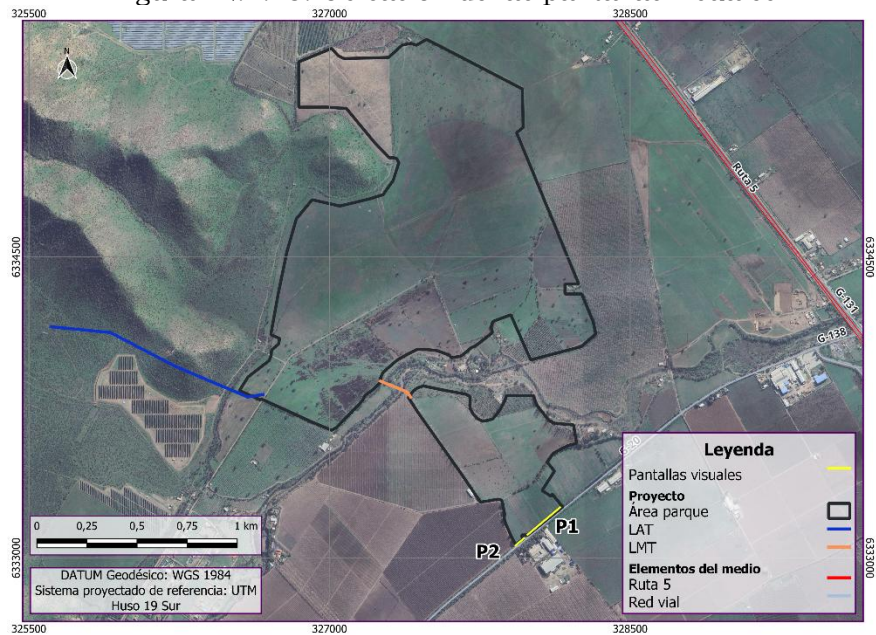 325500 327000 328500
N
Ruta 5
6334500 6334500
G-131
G-138
Leyenda
Pantallas visuales
Proyecto
Área parque
LAT
LMT
Elementos del medio
Ruta 5
Red vial
P1
P2
0 0,25 0,5 0,75 1 km
6333000 6333000
DATUM Geodésico: WGS 1984
Sistema proyectado de referencia: UTM
Huso 19 Sur
325500 327000 328500